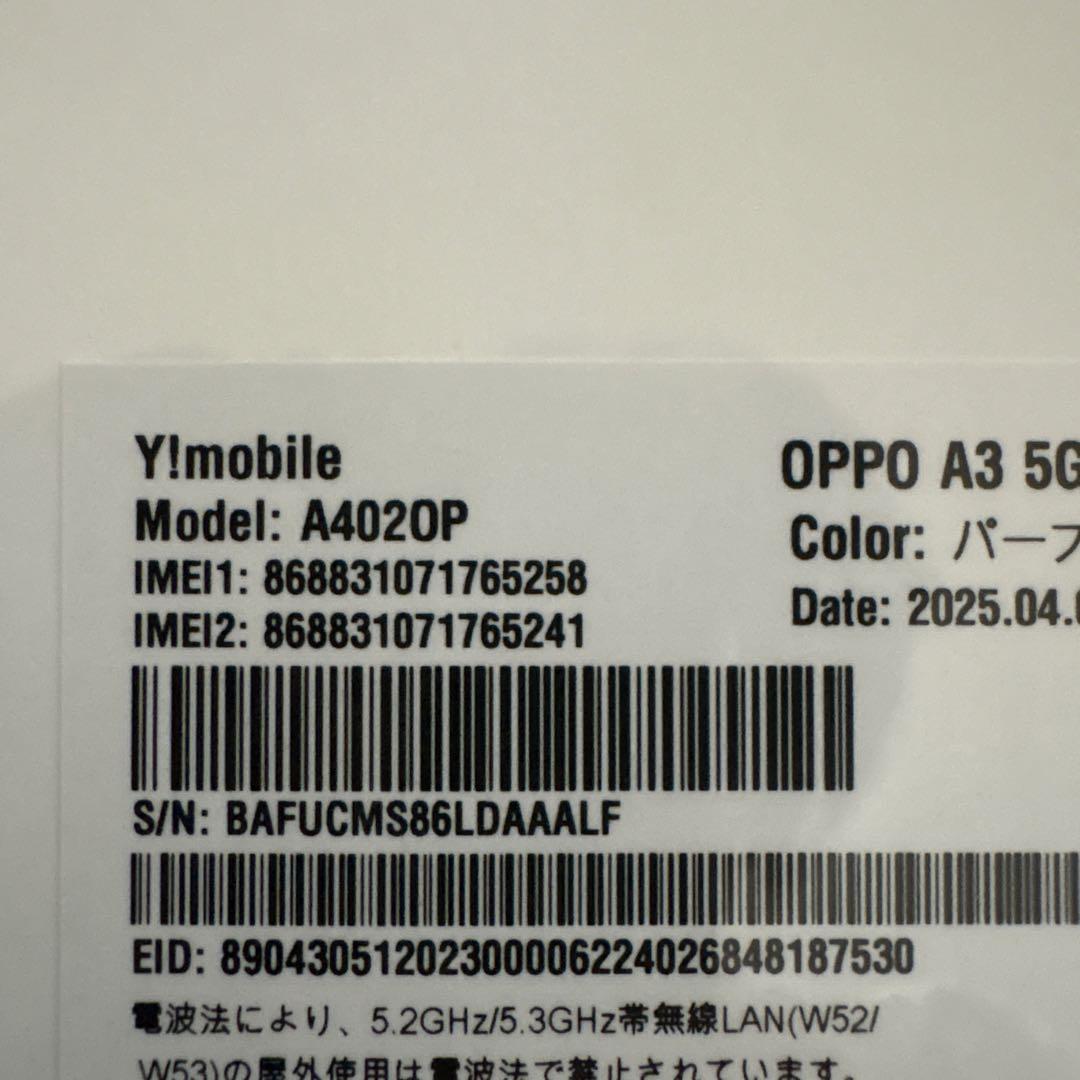 Y!mobile
OPPO A3 5G
Model: A402OP
Color: パープ
IMEI1: 868831071765258
Date: 2025.04.0
IMEI2: 868831071765241
S/N: BAFUCMS86LDAAALF
EID: 89043051202300006224026848187530
電波法により、5.2GHz/5.3GHz帯無線LAN(W52/
W53)の屋外使用は電波法で禁止されています。